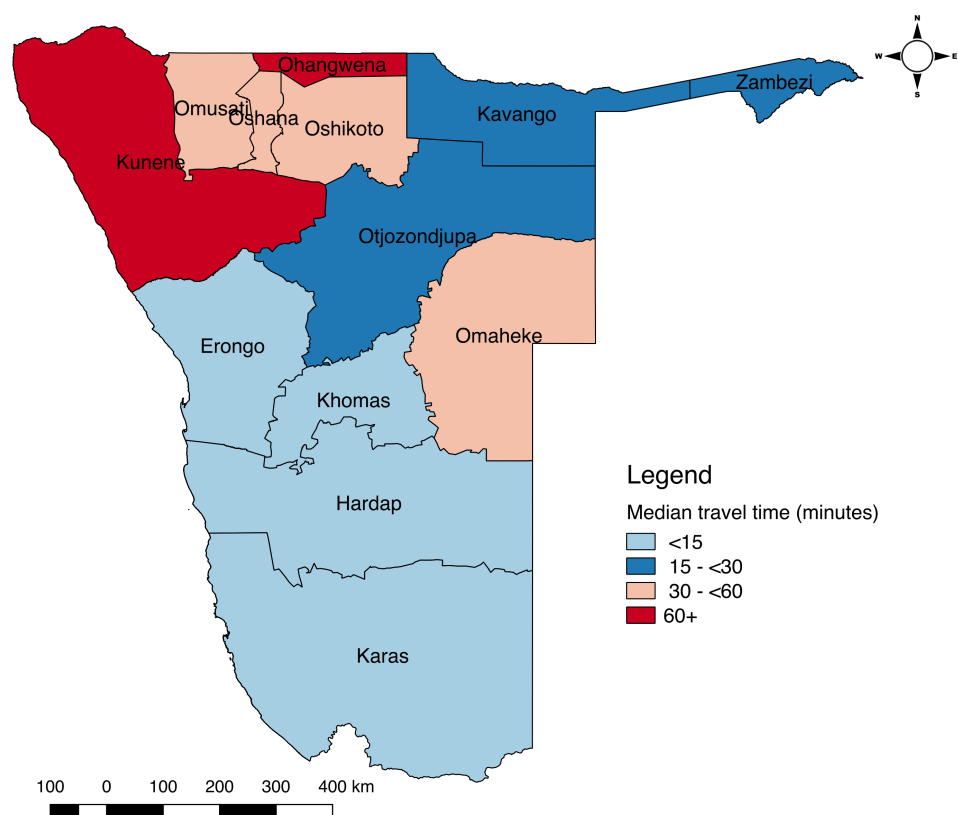 N
W
E
S
Ohangwena
Zambezi
Omusati
Oshana
Kavango
Oshikoto
Kunene
Otjozondjupa
Omaheke
Erongo
Khomas
Hardap
Karas
Legend
Median travel time (minutes)
<15
15 - <30
30 - <60
60+
100 0 100 200 300 400 km